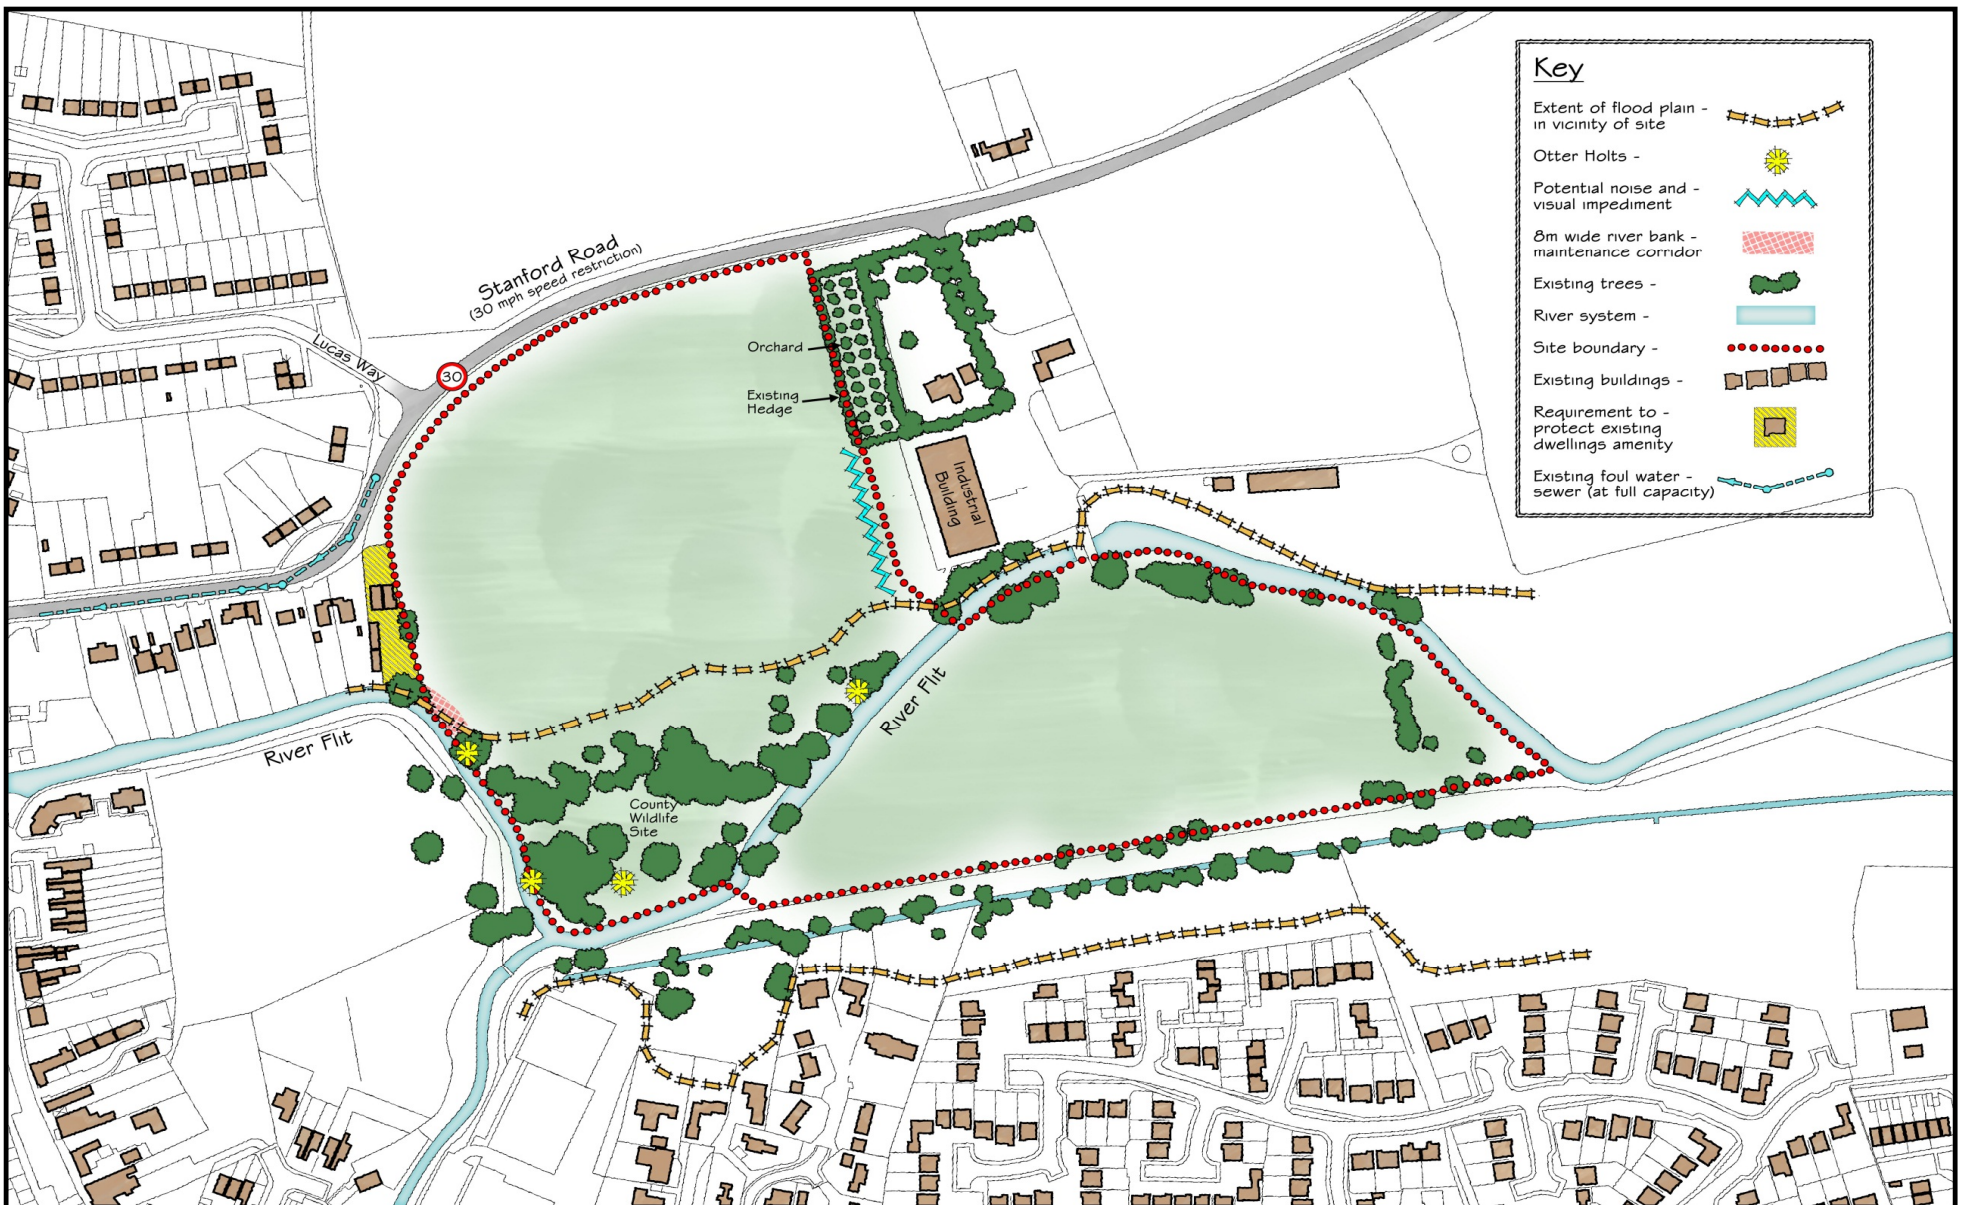 Key
Extent of flood plain -
in vicinity of site
Otter Holts -
Potential noise and -
visual impediment
8m wide river bank -
maintenance corridor
Existing trees -
River system -
Site boundary -
Existing buildings -
Requirement to -
protect existing
dwellings amenity
Existing foul water -
sewer (at full capacity)
Stanford Road
(30 mph speed restriction)
Lucas Way
30
Orchard
Existing
Hedge
Industrial
Building
River Flit
River Flit
County
Wildlife
Site